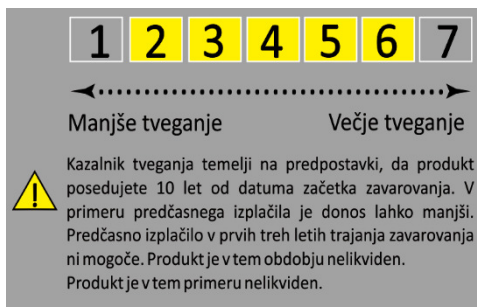 1 2 3 4 5 6 7
Manjše tveganje Večje tveganje
Kazalnik tveganja temelji na predpostavki, da produkt
posedujete 10 let od datuma začetka zavarovanja. V
primeru predčasnega izplačila je donos lahko manjši.
Predčasno izplačilo v prvih treh letih trajanja zavarovanja
ni mogoče. Produkt je v tem obdobju nelikviden.
Produkt je v tem primeru nelikviden.